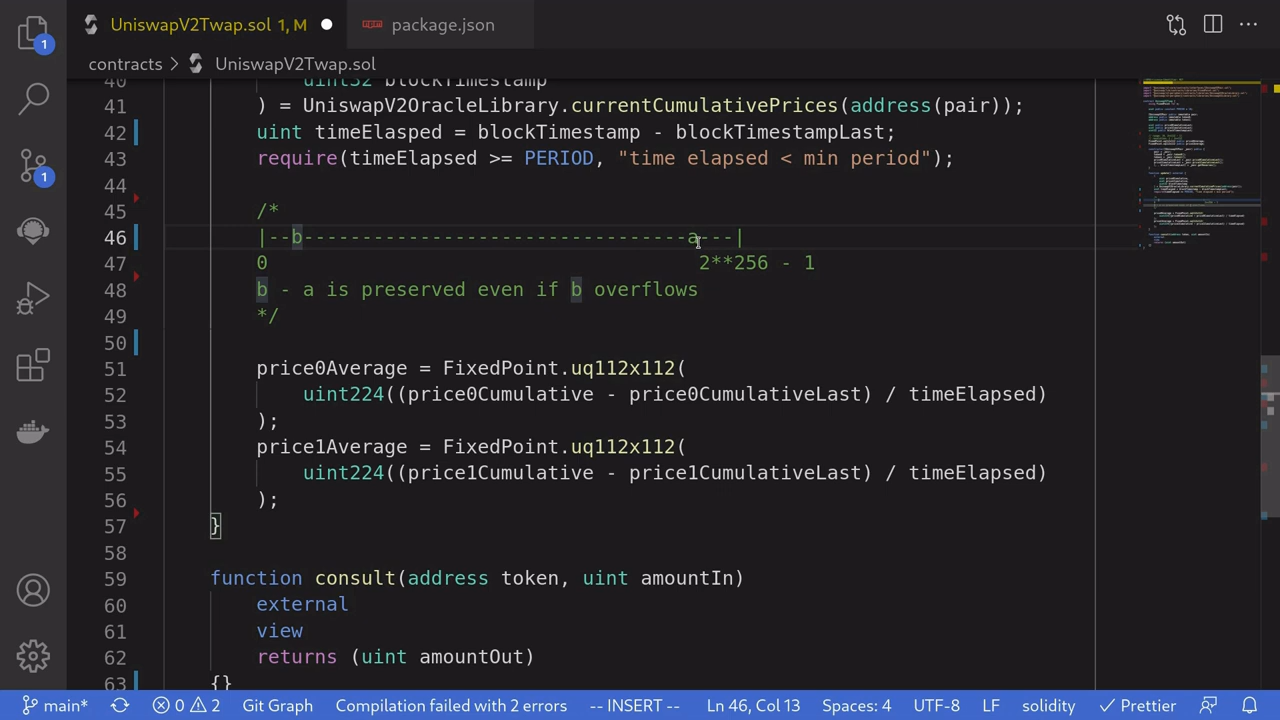 UniswapV2Twap.sol 1, M
package.json
contracts > UniswapV2Twap.sol
40 uint32 blockTimestamp
41 ) = UniswapV2OracleLibrary.currentCumulativePrices(address(pair));
42 uint timeElasped = blockTimestamp - blockTimestampLast;
43 require(timeElapsed >= PERIOD, "time elapsed < min period");
44
45 /*
46 |--b----------------------------------a---|
47 0 2**256 - 1
48 b - a is preserved even if b overflows
49 */
50
51 price0Average = FixedPoint.uq112x112(
52 uint224((price0Cumulative - price0CumulativeLast) / timeElapsed)
53 );
54 price1Average = FixedPoint.uq112x112(
55 uint224((price1Cumulative - price1CumulativeLast) / timeElapsed)
56 );
57 }
58
59 function consult(address token, uint amountIn)
60 external
61 view
62 returns (uint amountOut)
63 {}
1
1
main* 0 2 Git Graph Compilation failed with 2 errors -- INSERT -- Ln 46, Col 13 Spaces: 4 UTF-8 LF solidity Prettier